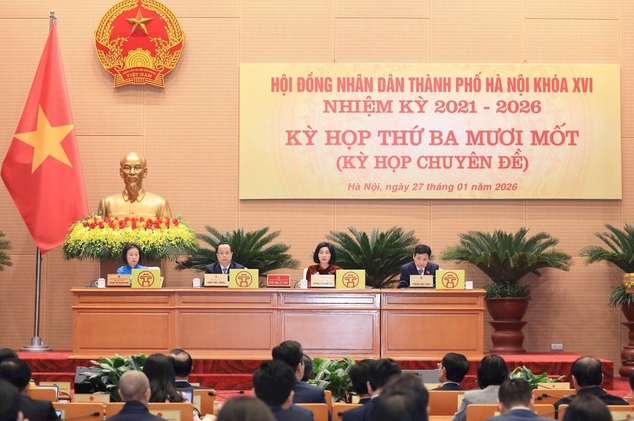 HỘI ĐỒNG NHÂN DÂN THÀNH PHỐ HÀ NỘI KHÓA XVI
NHIỆM KỲ 2021 - 2026
KỲ HỌP THỨ BA MƯƠI MỐT
(KỲ HỌP CHUYÊN ĐỀ)
Hà Nội, ngày 27 tháng 01 năm 2026